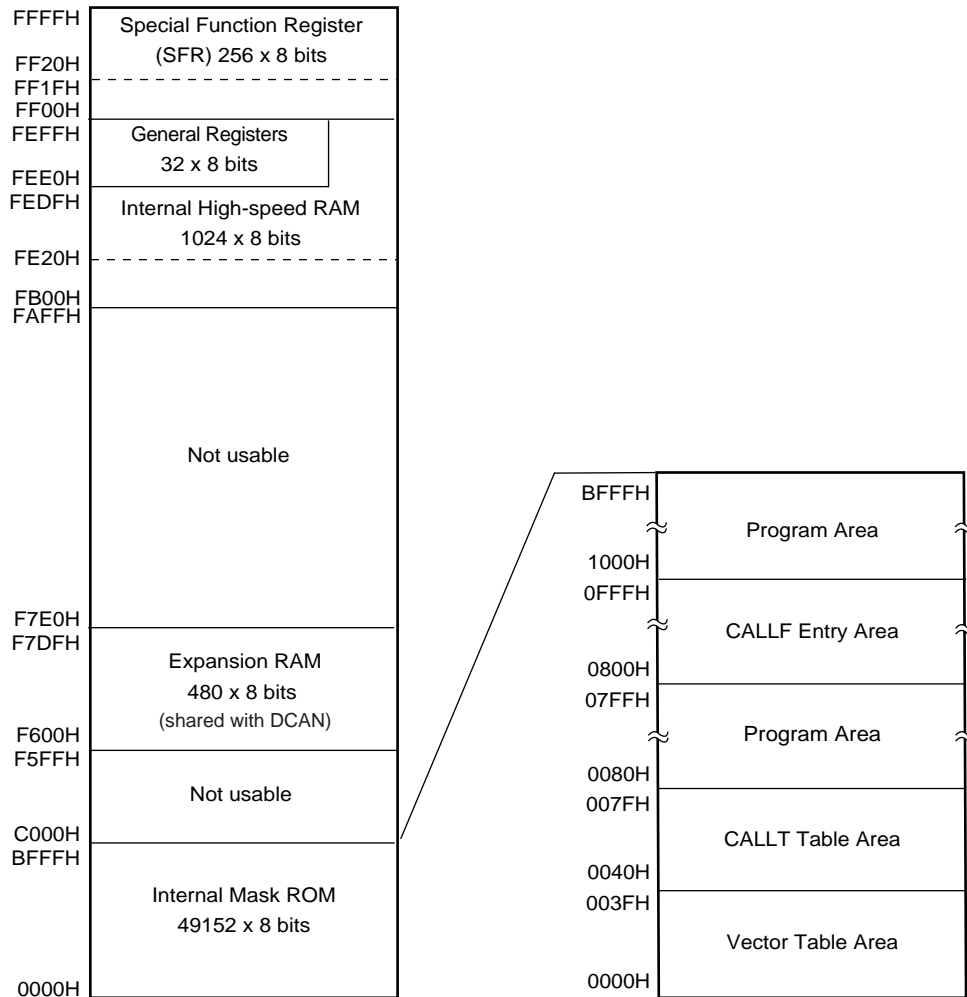 FFFFH
Special Function Register
(SFR) 256 x 8 bits
FF20H
FF1FH
FF00H
FEFFH
General Registers
32 x 8 bits
FEE0H
FEDFH
Internal High-speed RAM
1024 x 8 bits
FE20H
FB00H
FAFFH
Not usable
F7E0H
F7DFH
Expansion RAM
480 x 8 bits
(shared with DCAN)
F600H
F5FFH
Not usable
C000H
BFFFH
Internal Mask ROM
49152 x 8 bits
0000H
BFFFH
Program Area
1000H
0FFFH
CALLF Entry Area
0800H
07FFH
Program Area
0080H
007FH
CALLT Table Area
0040H
003FH
Vector Table Area
0000H